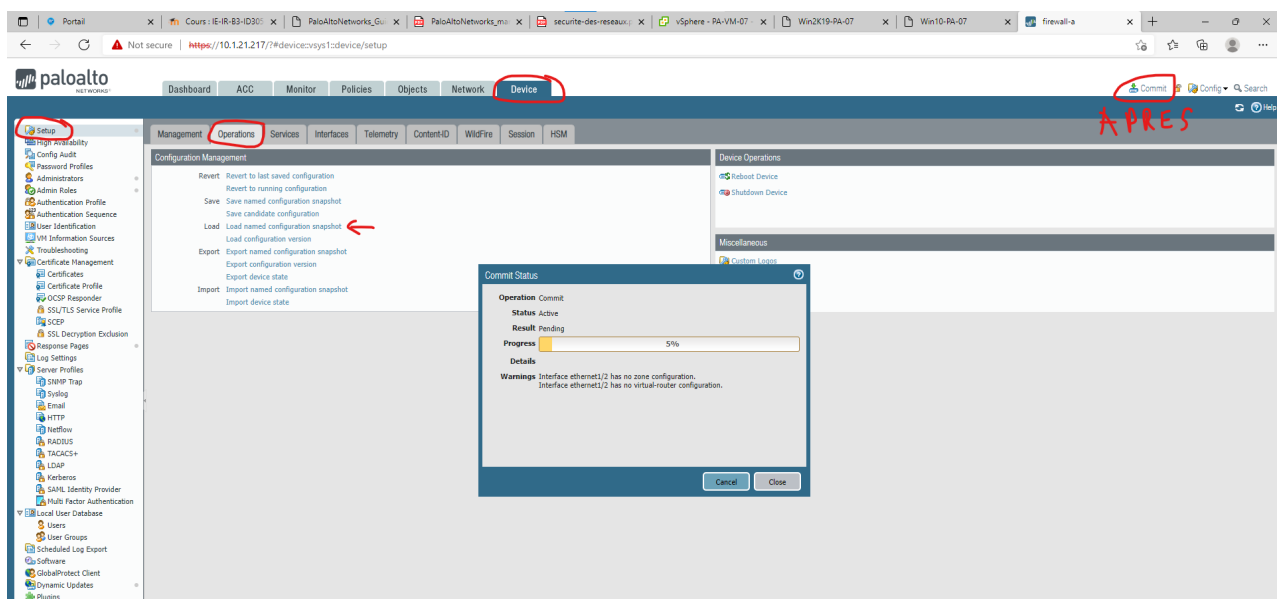 Portail
Cours : IE-IR-B3-ID305
PaloAltoNetworks_Gui
PaloAltoNetworks_ma
securite-des-reseaux.p
vSphere - PA-VM-07 -
Win2K19-PA-07
Win10-PA-07
firewall-a
Not secure | https://10.1.21.217/?#device::vsys1::device/setup
paloalto
NETWORKS
Dashboard ACC Monitor Policies Objects Network Device
Commit Config Search
APRES
Help
Setup
High Availability
Config Audit
Password Profiles
Administrators
Admin Roles
Authentication Profile
Authentication Sequence
User Identification
VM Information Sources
Troubleshooting
Certificate Management
Certificates
Certificate Profile
OCSP Responder
SSL/TLS Service Profile
SCEP
SSL Decryption Exclusion
Response Pages
Log Settings
Server Profiles
SNMP Trap
Syslog
Email
HTTP
Netflow
RADIUS
TACACS+
LDAP
Kerberos
SAML Identity Provider
Multi Factor Authentication
Local User Database
Users
User Groups
Scheduled Log Export
Software
GlobalProtect Client
Dynamic Updates
Plugins
Management Operations Services Interfaces Telemetry Content-ID WildFire Session HSM
Configuration Management
Revert Revert to last saved configuration
Revert to running configuration
Save Save named configuration snapshot
Save candidate configuration
Load Load named configuration snapshot
Load configuration version
Export Export named configuration snapshot
Export configuration version
Export device state
Import Import named configuration snapshot
Import device state
Device Operations
Reboot Device
Shutdown Device
Miscellaneous
Custom Logos
Commit Status
Operation Commit
Status Active
Result Pending
Progress 5%
Details
Warnings Interface ethernet1/2 has no zone configuration.
Interface ethernet1/2 has no virtual-router configuration.
Cancel Close